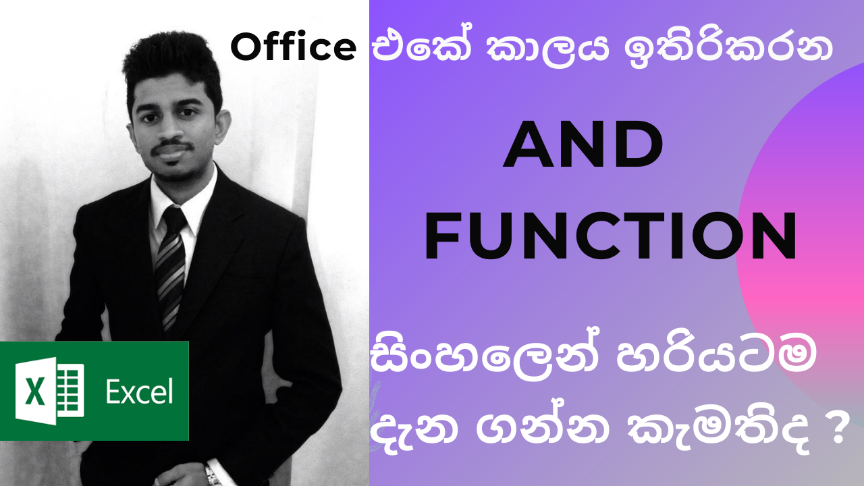 Office එකේ කාලය ඉතිරිකරන
AND
FUNCTION
සිංහලෙන් හරියටම
දැන ගන්න කැමතිද ?
X Excel